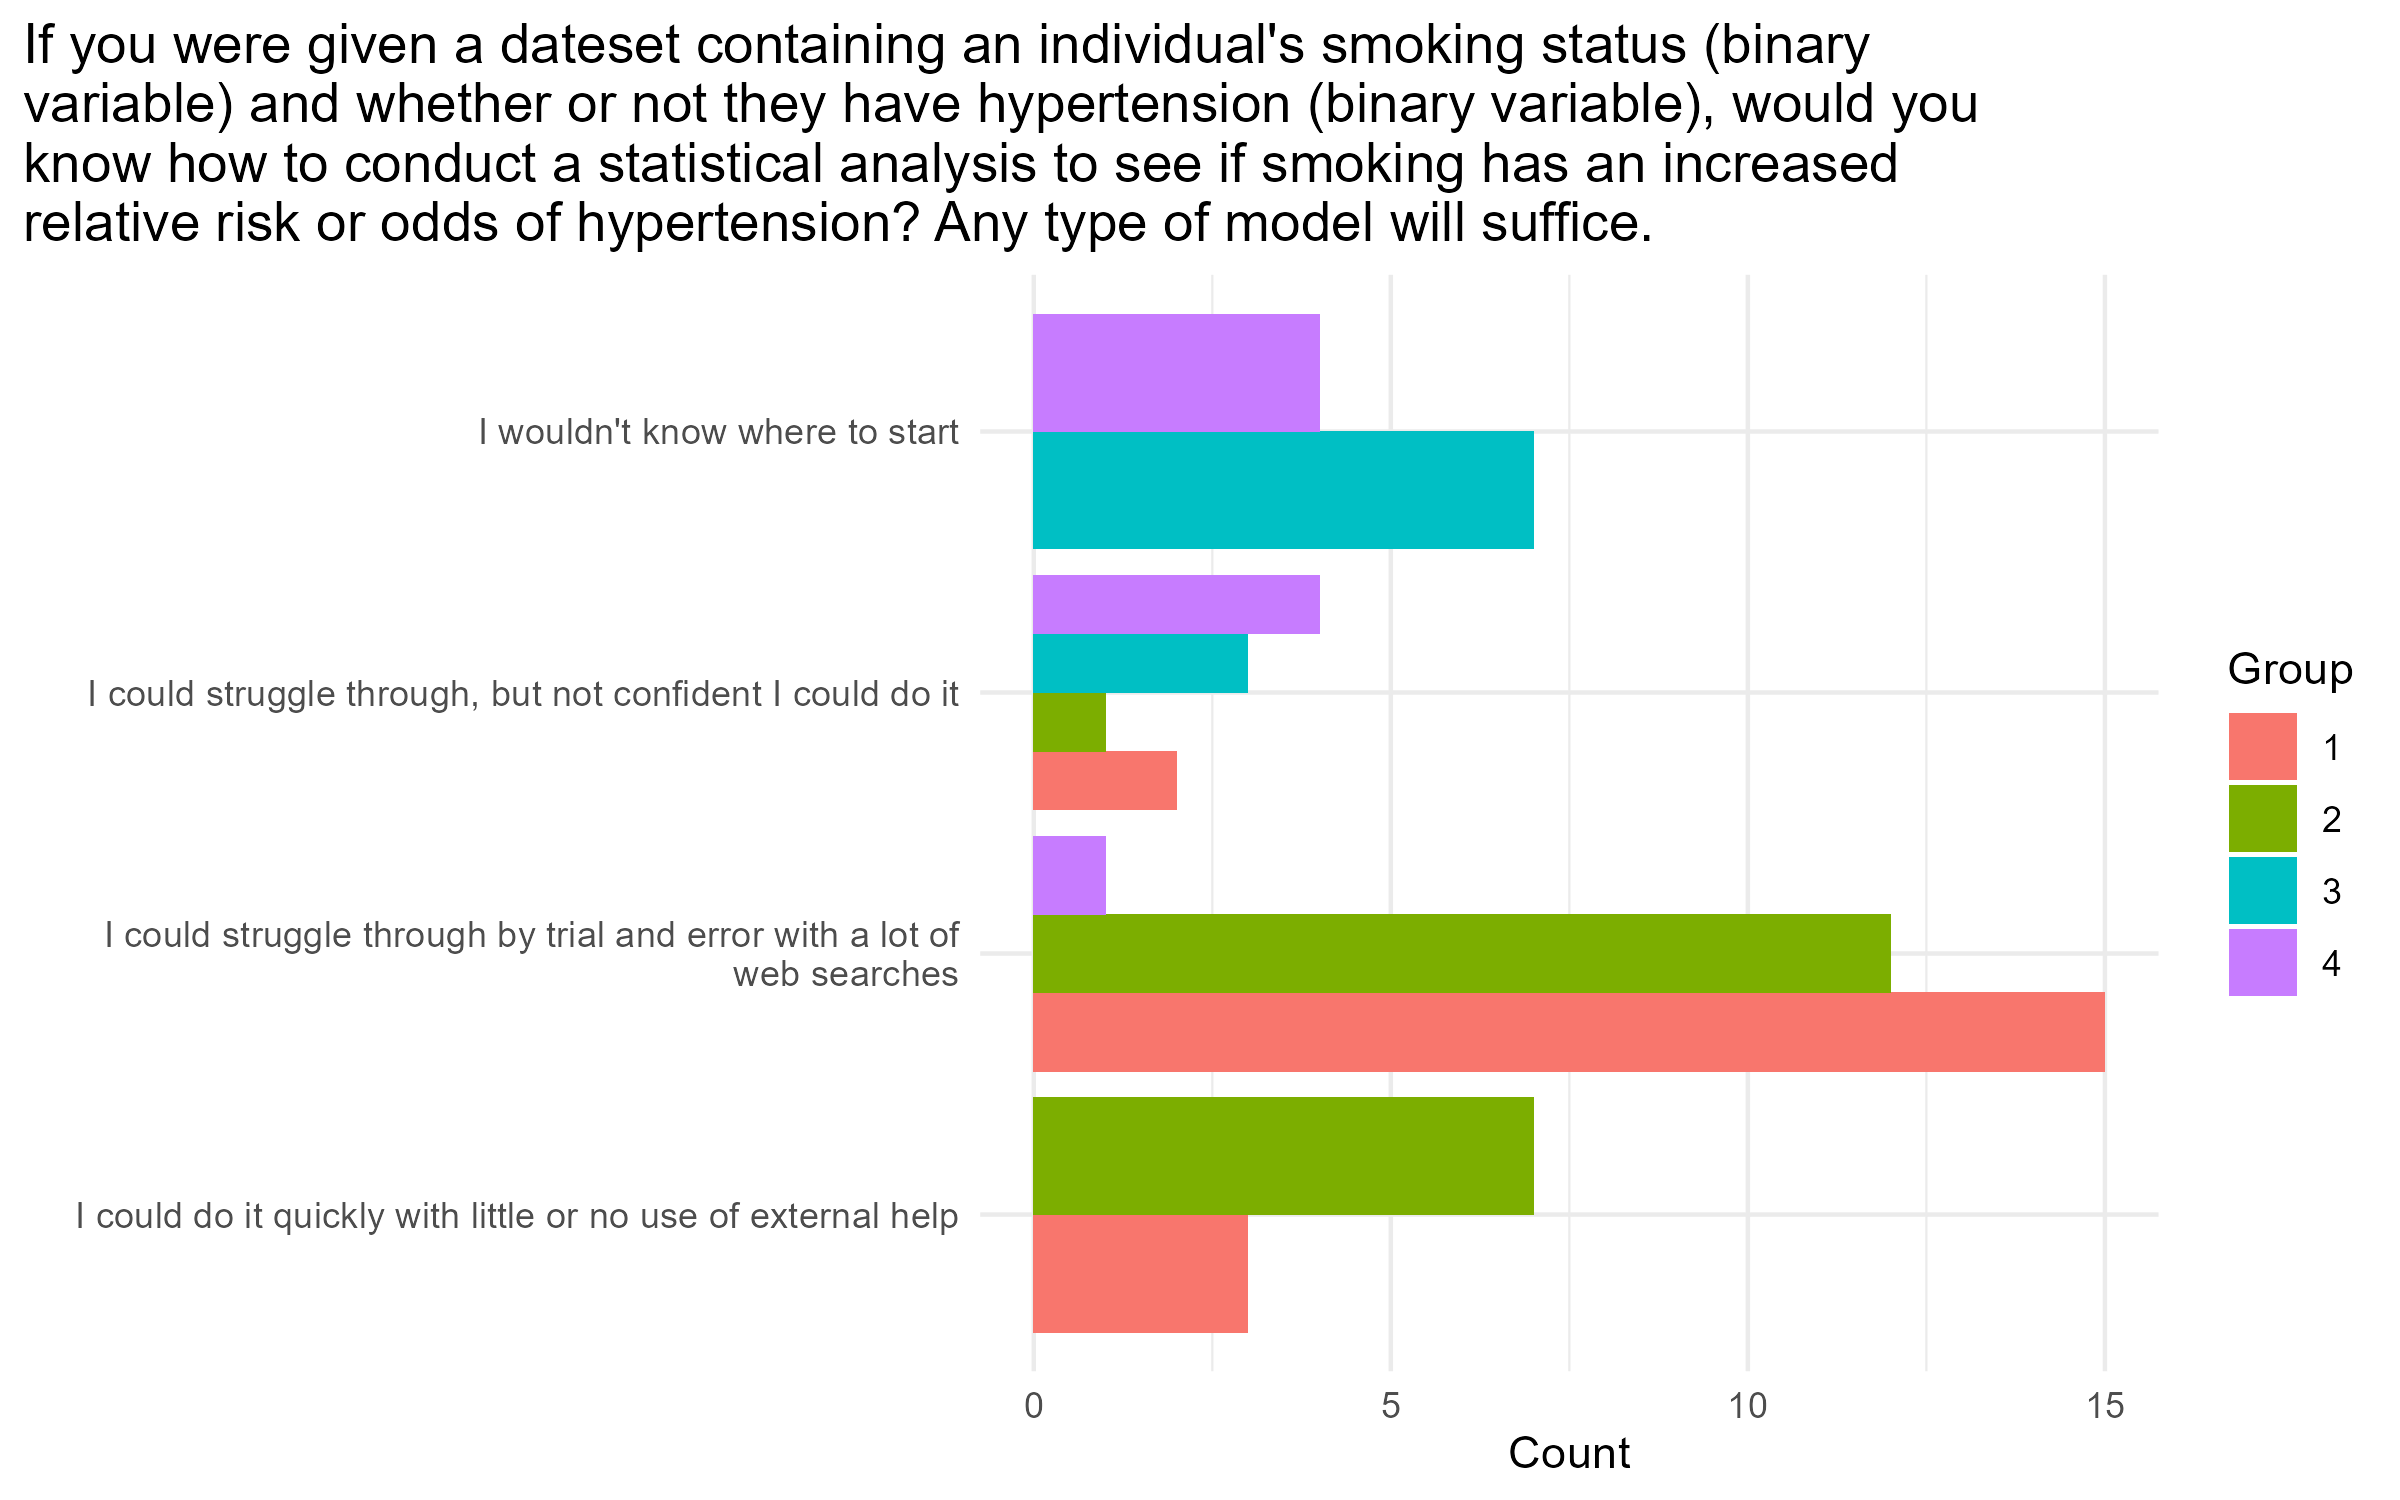 If you were given a dateset containing an individual's smoking status (binary
variable) and whether or not they have hypertension (binary variable), would you
know how to conduct a statistical analysis to see if smoking has an increased
relative risk or odds of hypertension? Any type of model will suffice.
I wouldn't know where to start
I could struggle through, but not confident I could do it
I could struggle through by trial and error with a lot of
web searches
I could do it quickly with little or no use of external help
0 5 10 15
Count
Group
1
2
3
4